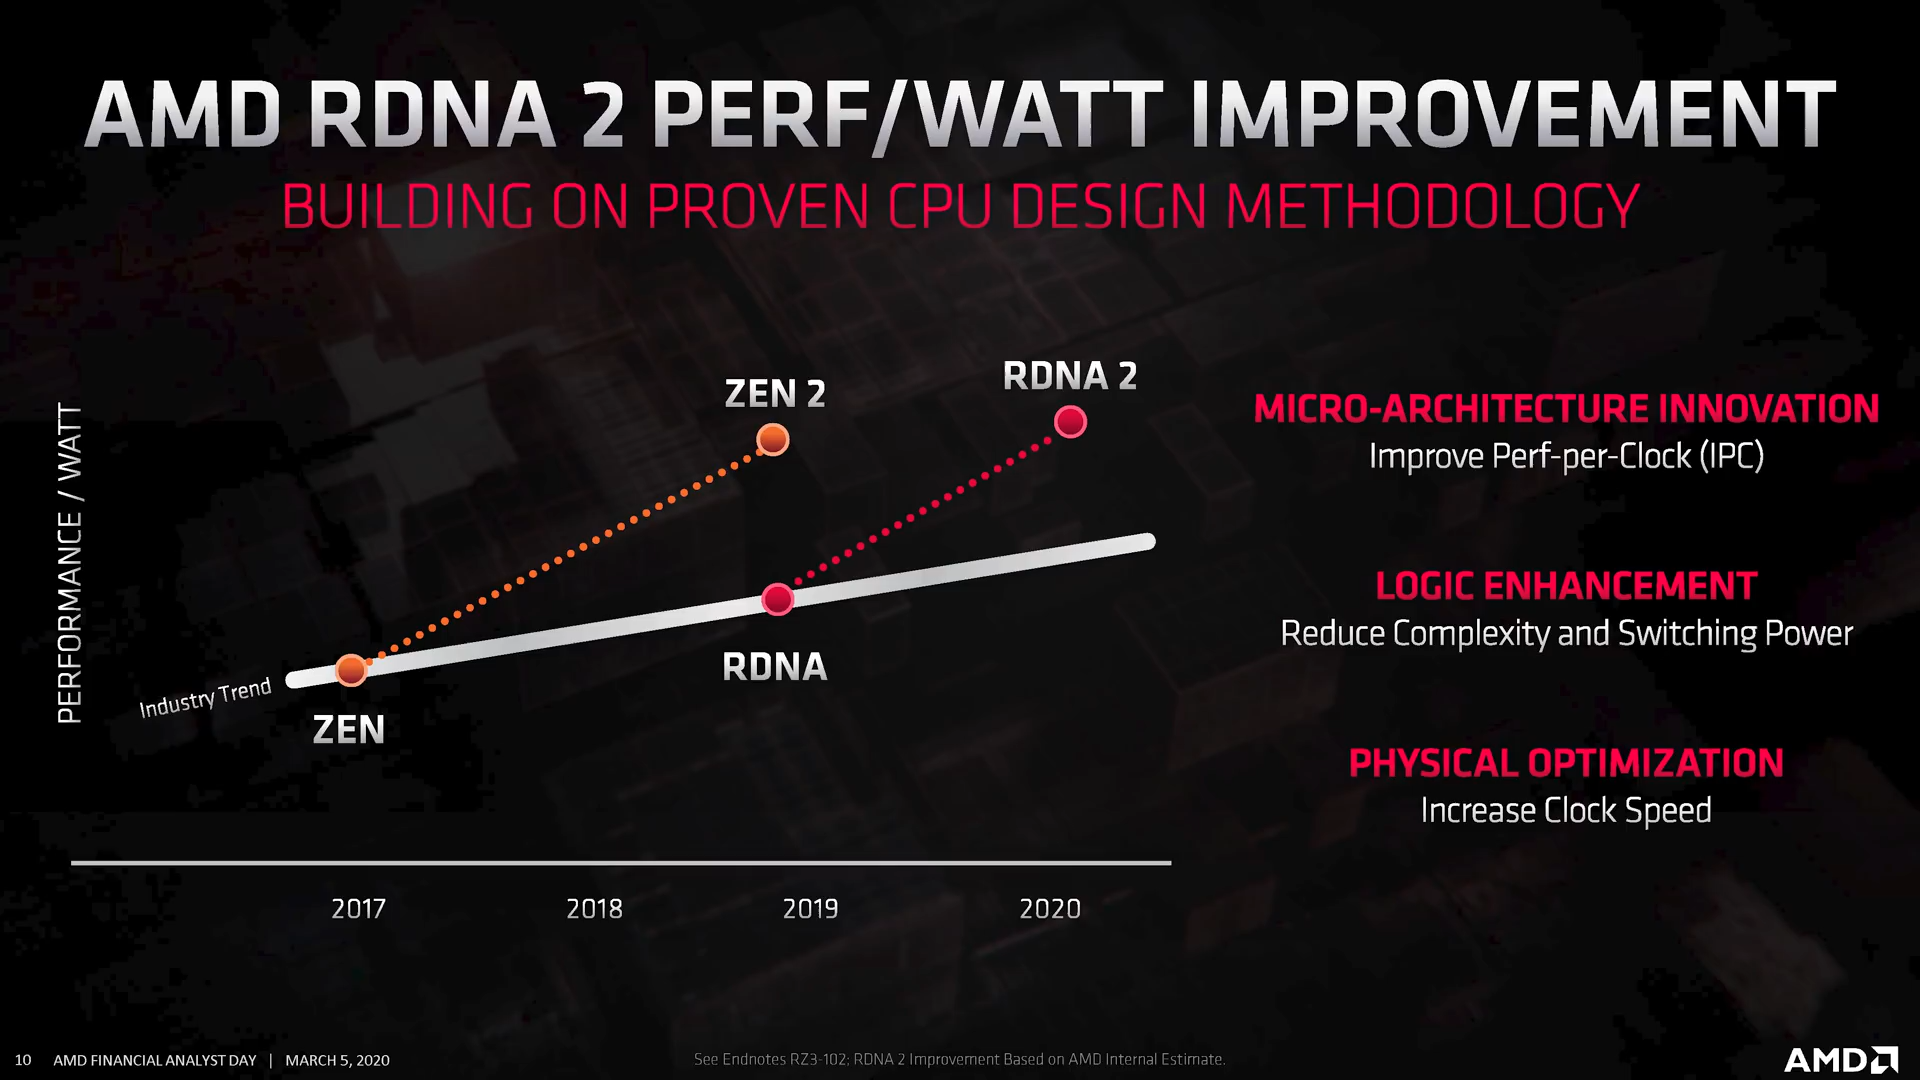 AMD RDNA 2 PERF/WATT IMPROVEMENT
BUILDING ON PROVEN CPU DESIGN METHODOLOGY
PERFORMANCE / WATT
ZEN 2
RDNA 2
RDNA
Industry Trend
ZEN
2017
2018
2019
2020
MICRO-ARCHITECTURE INNOVATION
Improve Perf-per-Clock (IPC)
LOGIC ENHANCEMENT
Reduce Complexity and Switching Power
PHYSICAL OPTIMIZATION
Increase Clock Speed
10 AMD FINANCIAL ANALYST DAY | MARCH 5, 2020
See Endnotes RZ3-102; RDNA 2 Improvement Based on AMD Internal Estimate.
AMD